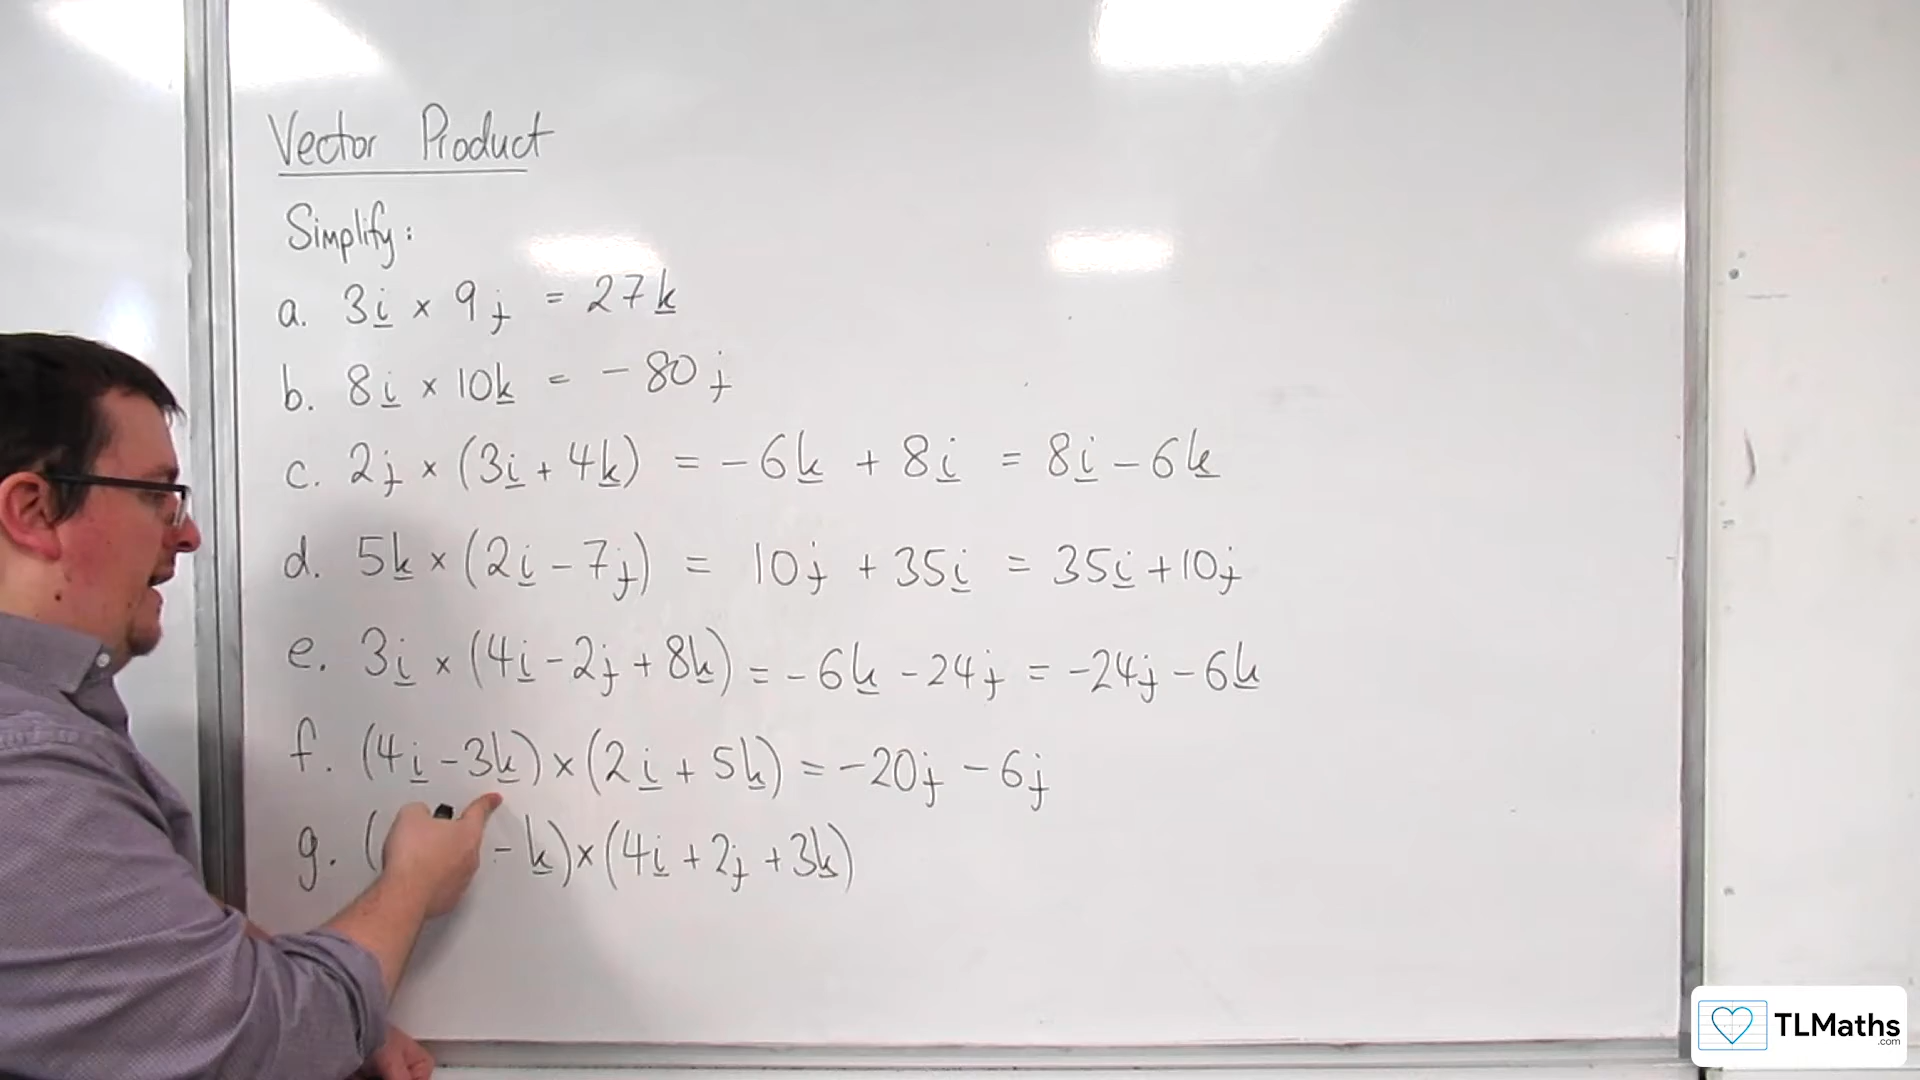 Vector Product
Simplify:
a. 3i × 9j = 27k
b. 8i × 10k = -80j
c. 2j × (3i + 4k) = -6k + 8i = 8i - 6k
d. 5k × (2i - 7j) = 10j + 35i = 35i + 10j
e. 3i × (4i - 2j + 8k) = -6k - 24j = -24j - 6k
f. (4i - 3k) × (2i + 5k) = -20j - 6j
g. ( - k) × (4i + 2j + 3k)
TLMaths
.com